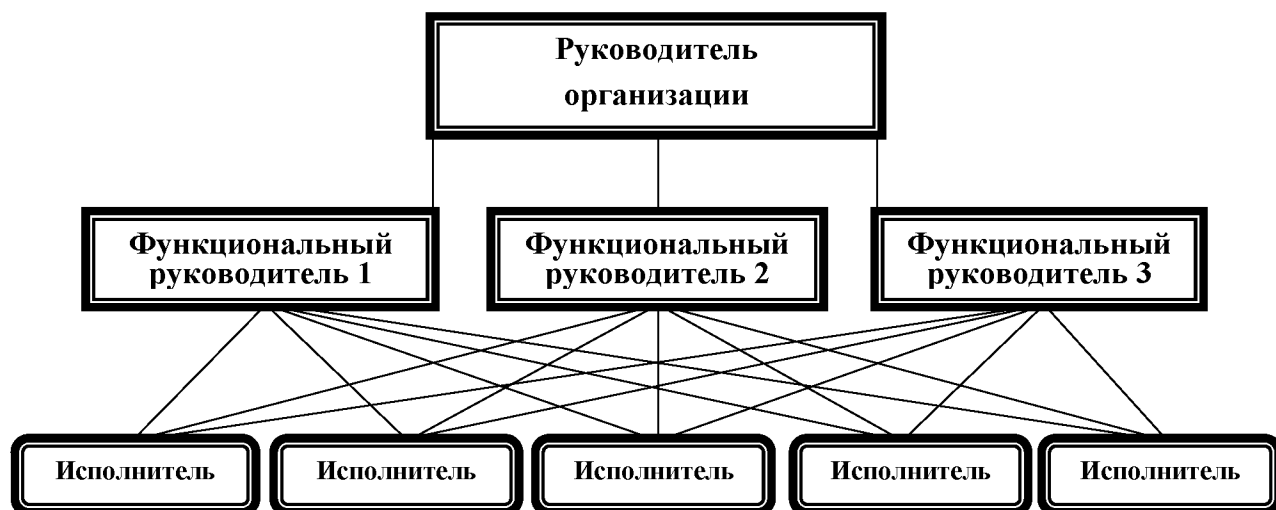 Руководитель
организации
Функциональный
руководитель 1
Функциональный
руководитель 2
Функциональный
руководитель 3
Исполнитель
Исполнитель
Исполнитель
Исполнитель
Исполнитель